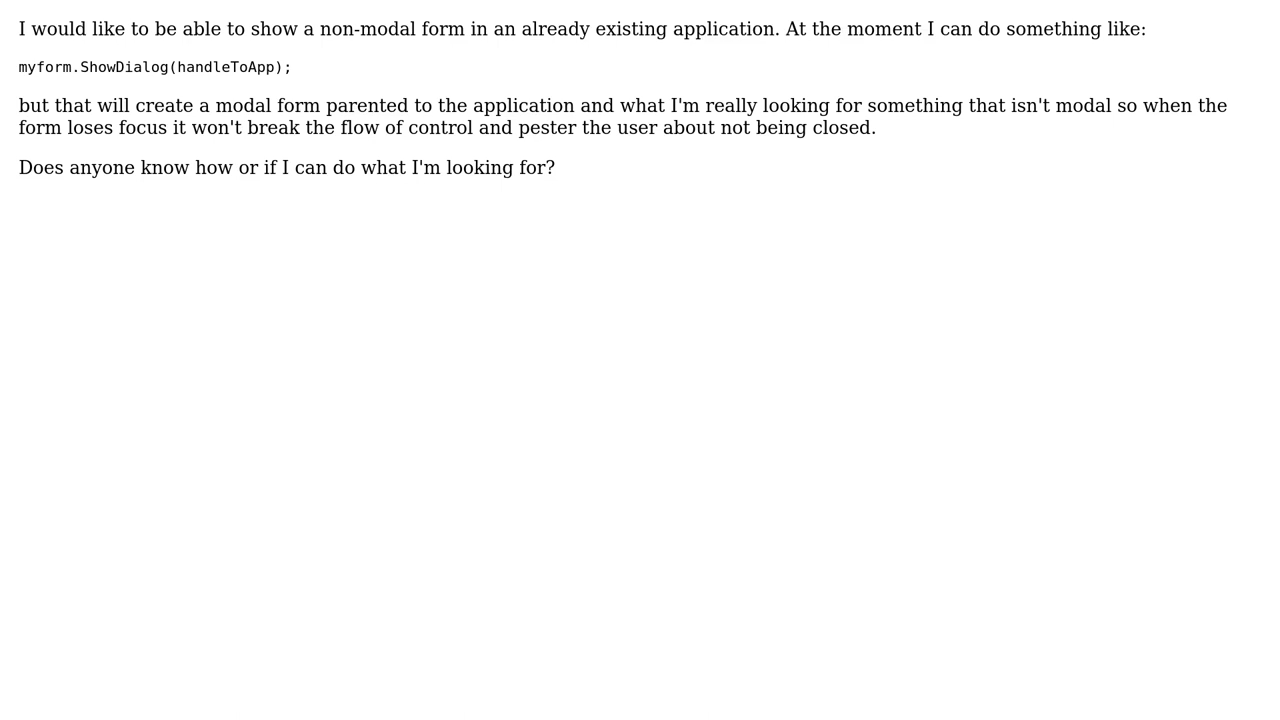 I would like to be able to show a non-modal form in an already existing application. At the moment I can do something like:
myform.ShowDialog(handleToApp);
but that will create a modal form parented to the application and what I'm really looking for something that isn't modal so when the
form loses focus it won't break the flow of control and pester the user about not being closed.
Does anyone know how or if I can do what I'm looking for?